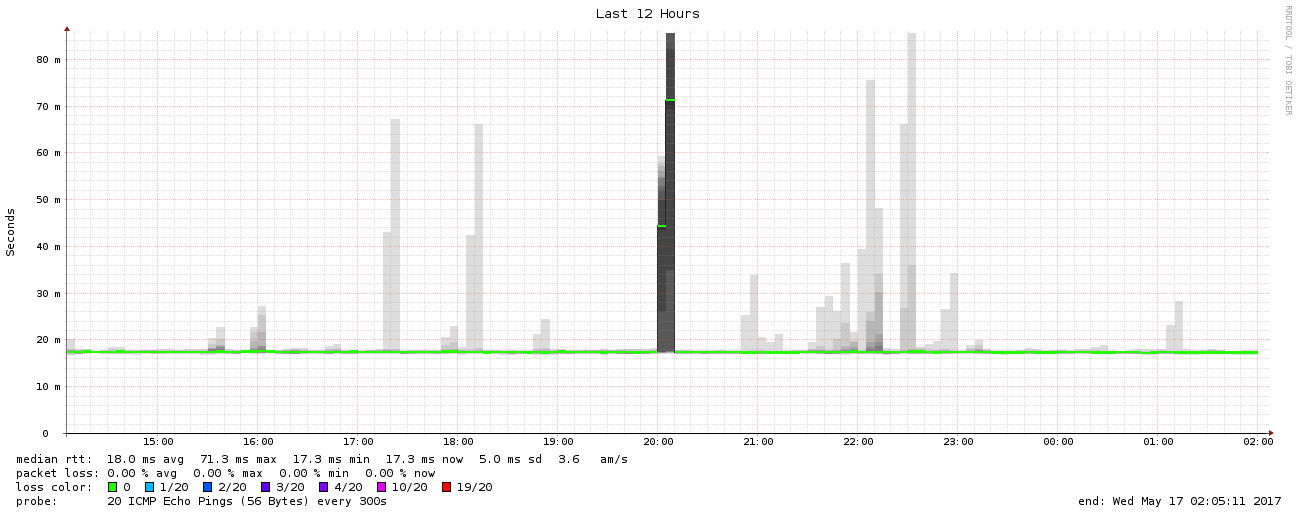 Last 12 Hours
RRDTOOL / TOBI OETIKER
Seconds
80 m
70 m
60 m
50 m
40 m
30 m
20 m
10 m
0
15:00 16:00 17:00 18:00 19:00 20:00 21:00 22:00 23:00 00:00 01:00 02:00
median rtt: 18.0 ms avg 71.3 ms max 17.3 ms min 17.3 ms now 5.0 ms sd 3.6 am/s
packet loss: 0.00 % avg 0.00 % max 0.00 % min 0.00 % now
loss color: 0 1/20 2/20 3/20 4/20 10/20 19/20
probe: 20 ICMP Echo Pings (56 Bytes) every 300s end: Wed May 17 02:05:11 2017